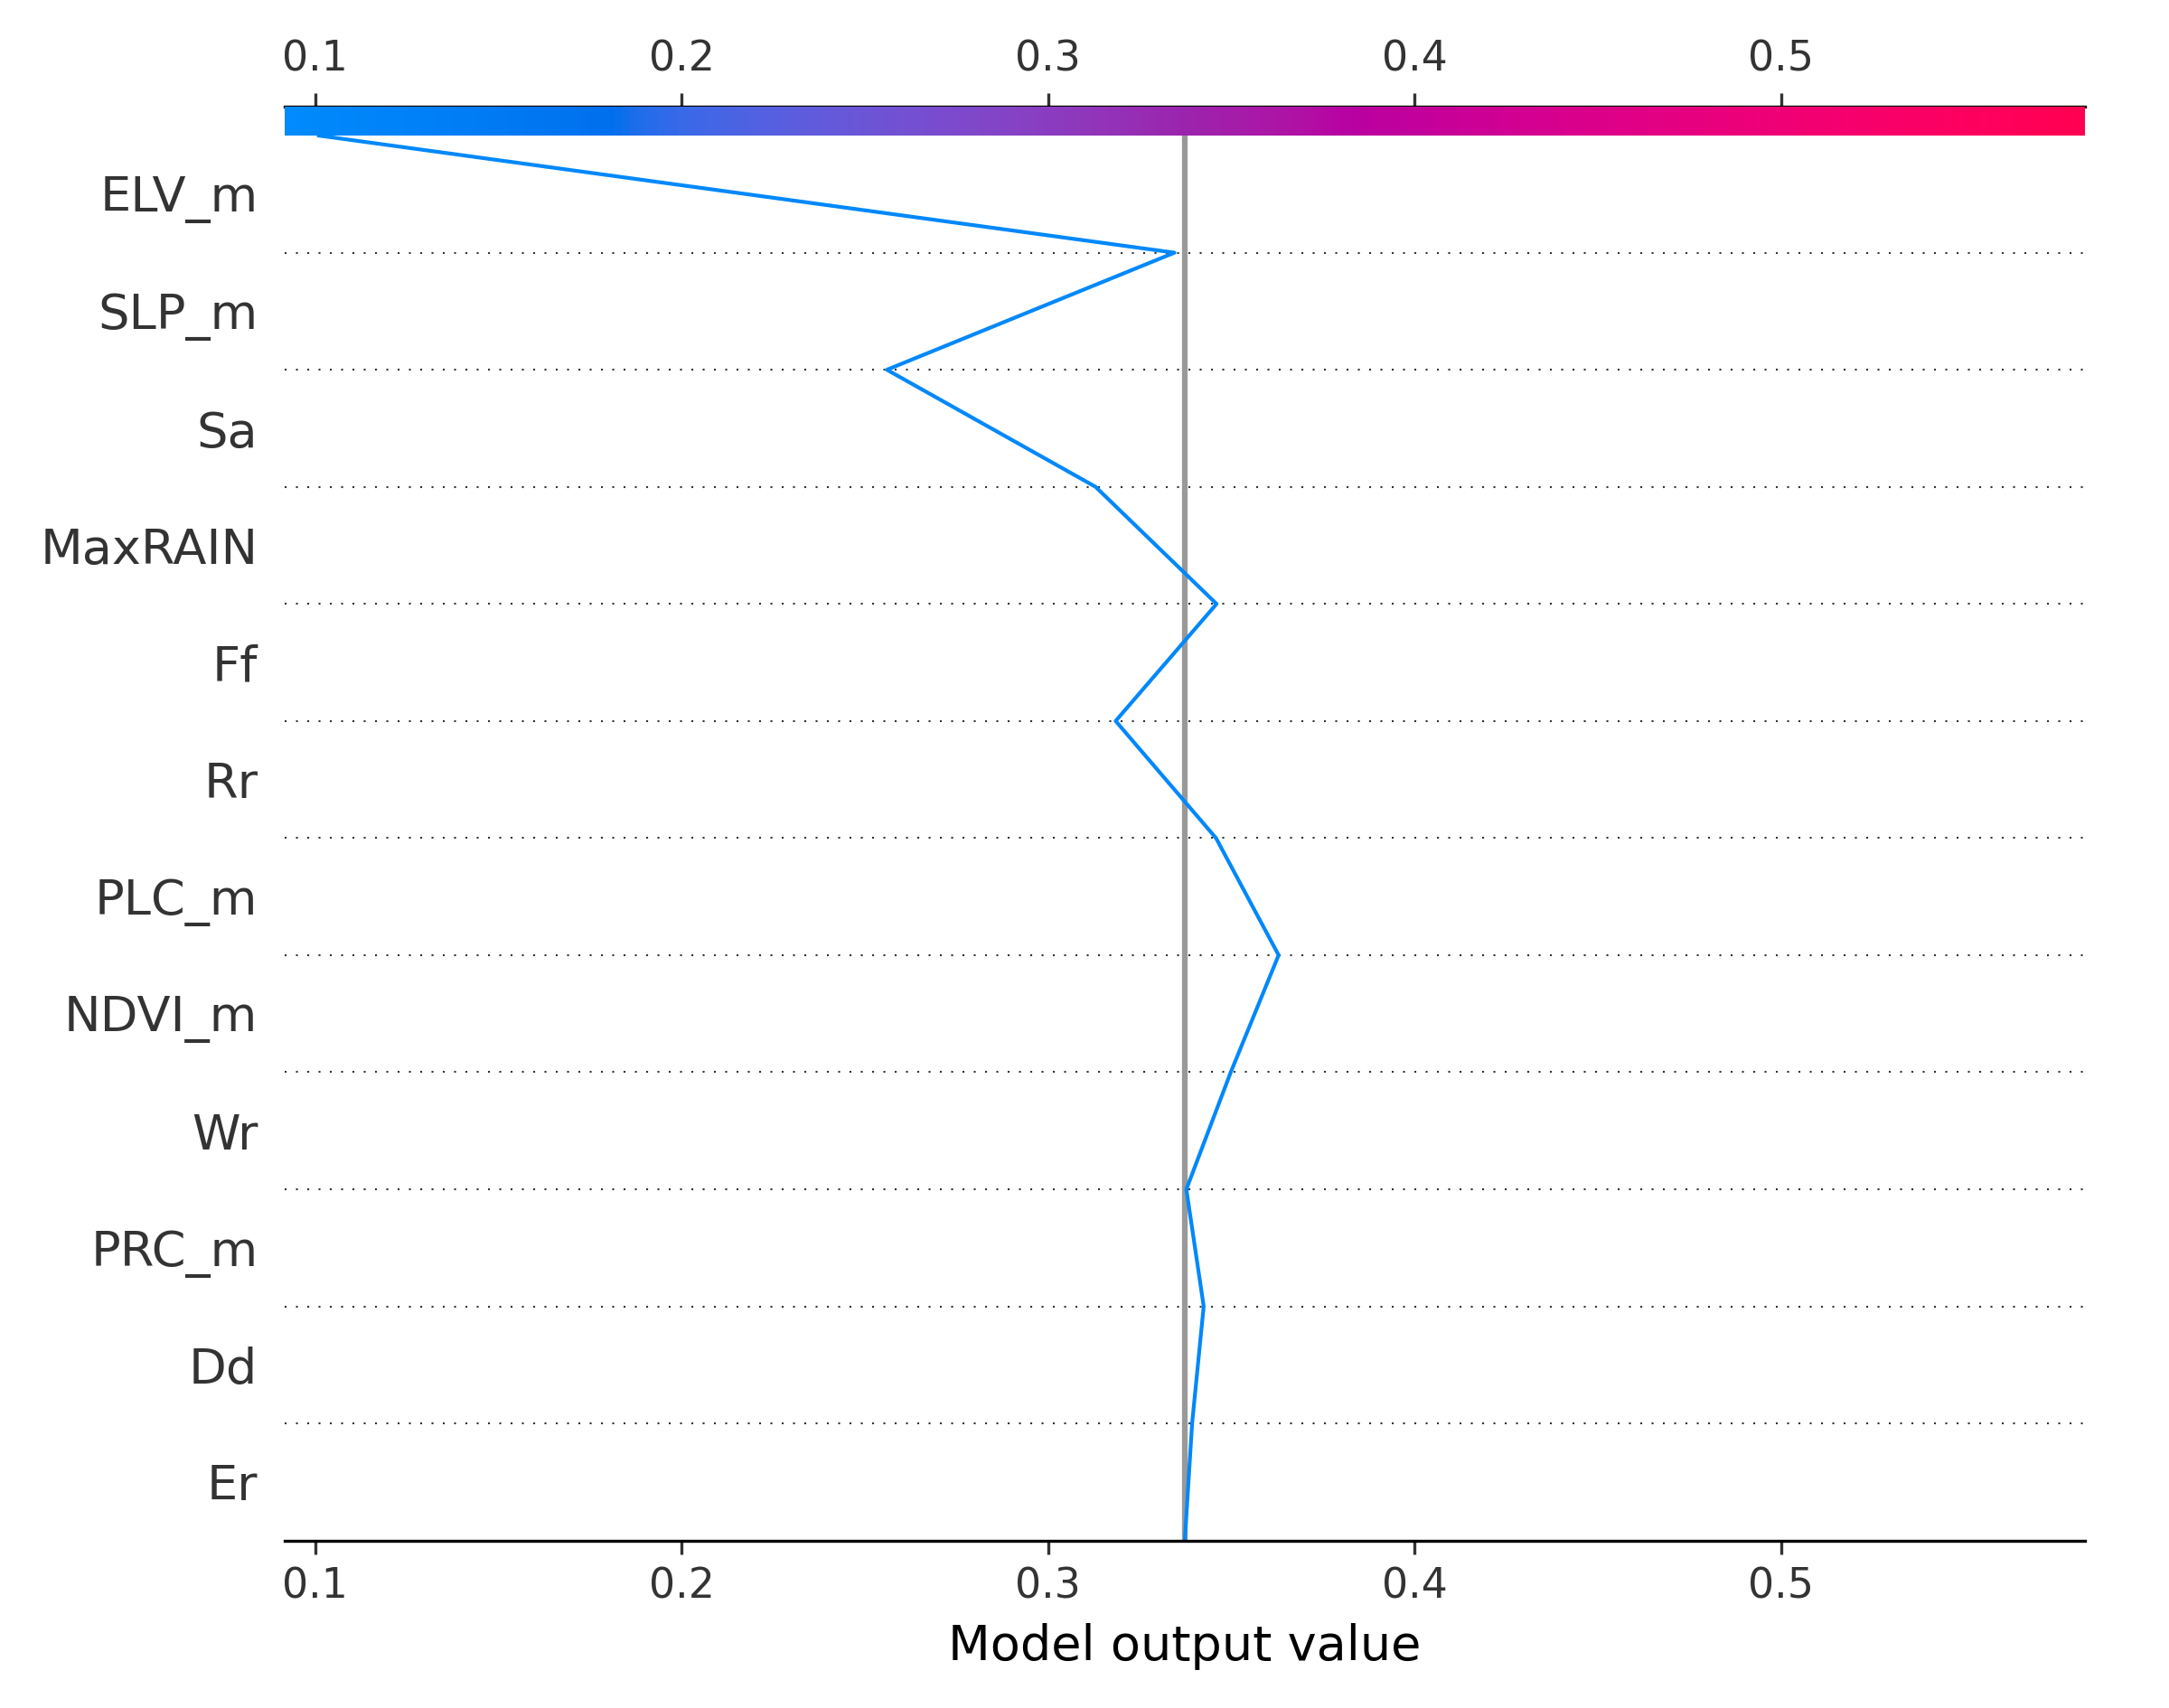 0.1 0.2 0.3 0.4 0.5
ELV_m
SLP_m
Sa
MaxRAIN
Ff
Rr
PLC_m
NDVI_m
Wr
PRC_m
Dd
Er
0.1 0.2 0.3 0.4 0.5
Model output value